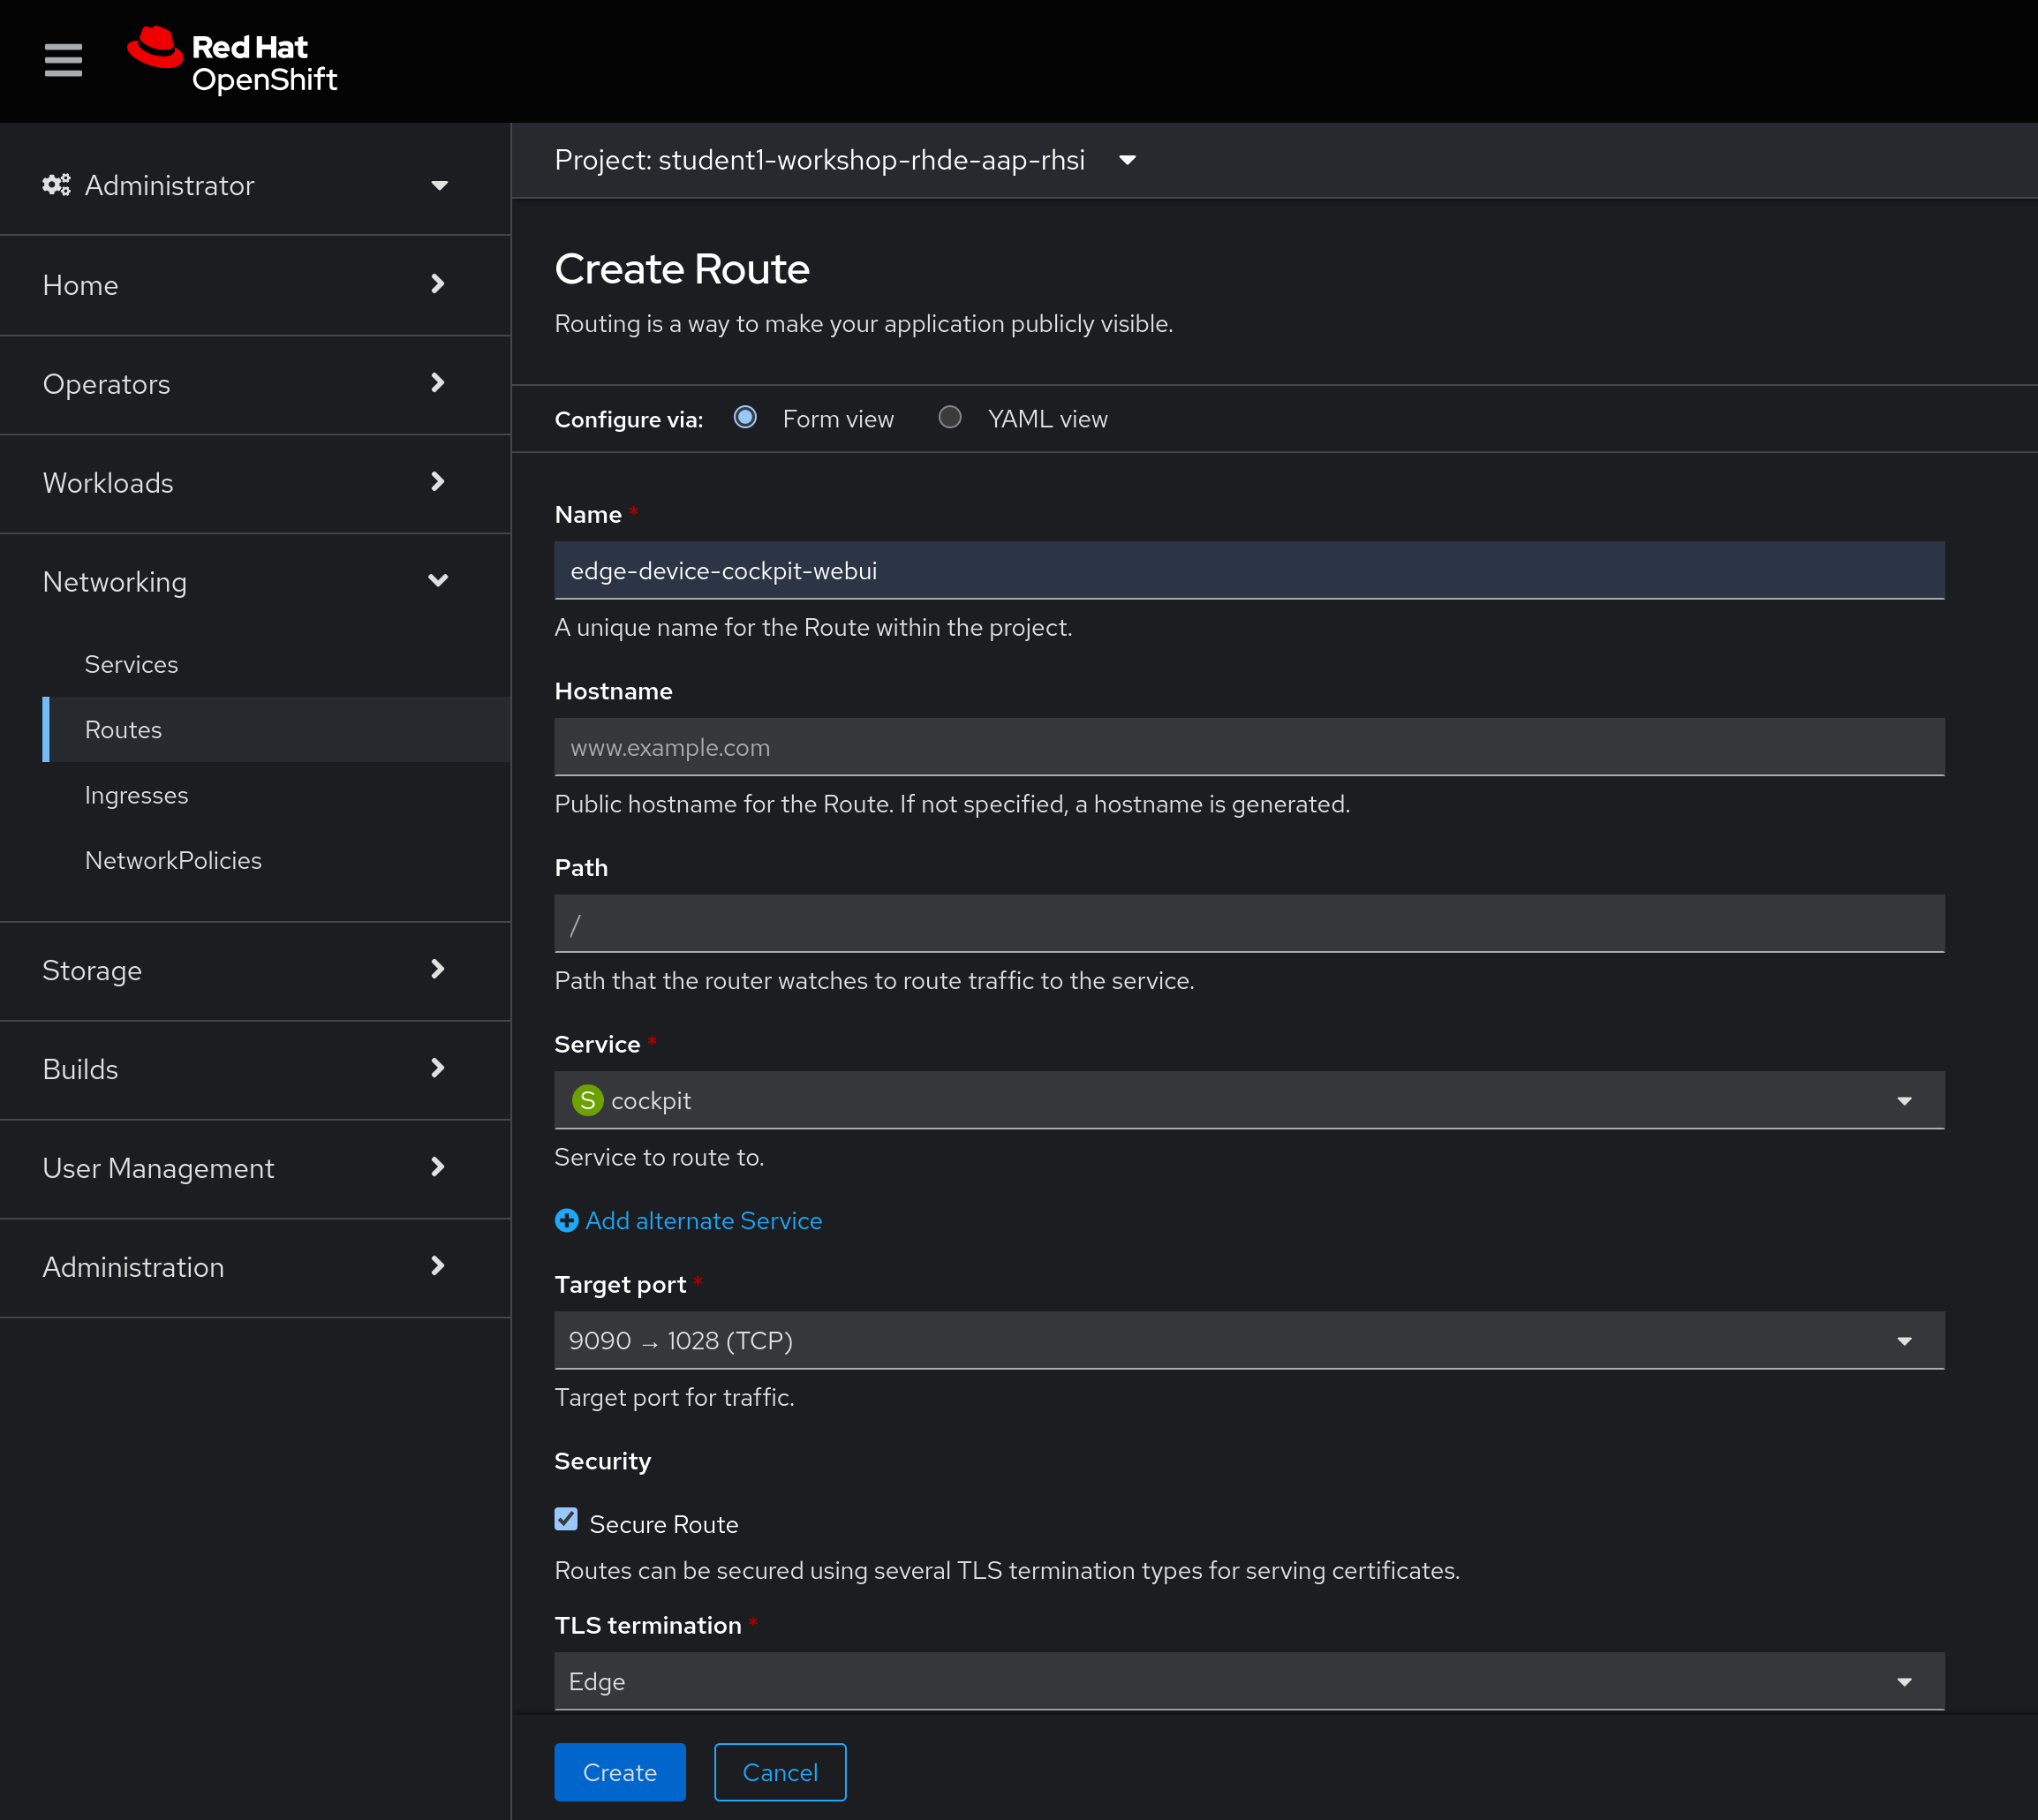 Red Hat
OpenShift
Administrator
Home
Operators
Workloads
Networking
Services
Routes
Ingresses
NetworkPolicies
Storage
Builds
User Management
Administration
Project: student1-workshop-rhde-aap-rhsi
Create Route
Routing is a way to make your application publicly visible.
Configure via: Form view YAML view
Name *
edge-device-cockpit-webui
A unique name for the Route within the project.
Hostname
www.example.com
Public hostname for the Route. If not specified, a hostname is generated.
Path
/
Path that the router watches to route traffic to the service.
Service *
S cockpit
Service to route to.
Add alternate Service
Target port *
9090 → 1028 (TCP)
Target port for traffic.
Security
Secure Route
Routes can be secured using several TLS termination types for serving certificates.
TLS termination *
Edge
Create Cancel